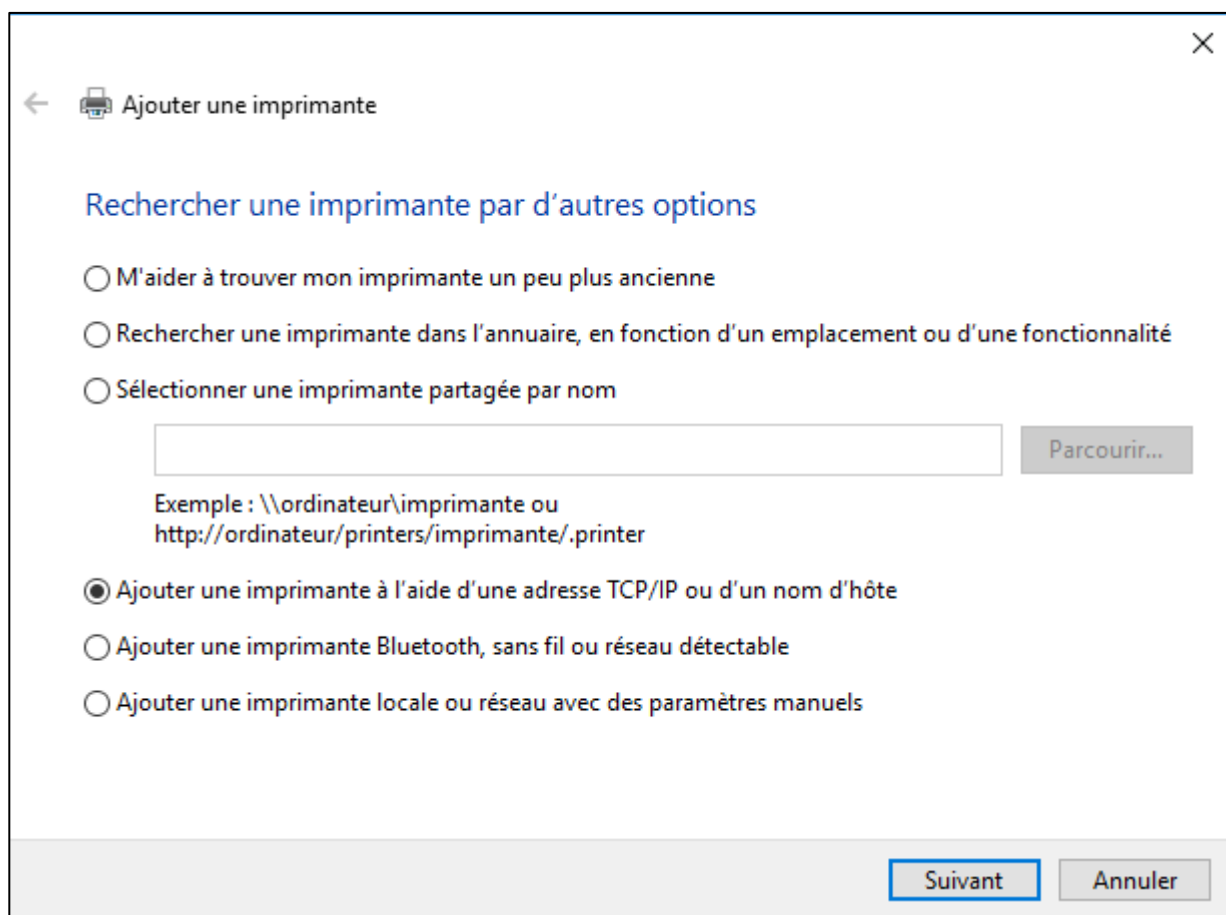 Ajouter une imprimante
Rechercher une imprimante par d'autres options
M'aider à trouver mon imprimante un peu plus ancienne
Rechercher une imprimante dans l'annuaire, en fonction d'un emplacement ou d'une fonctionnalité
Sélectionner une imprimante partagée par nom
Parcourir...
Exemple : \\ordinateur\imprimante ou
http://ordinateur/printers/imprimante/.printer
Ajouter une imprimante à l'aide d'une adresse TCP/IP ou d'un nom d'hôte
Ajouter une imprimante Bluetooth, sans fil ou réseau détectable
Ajouter une imprimante locale ou réseau avec des paramètres manuels
Suivant Annuler